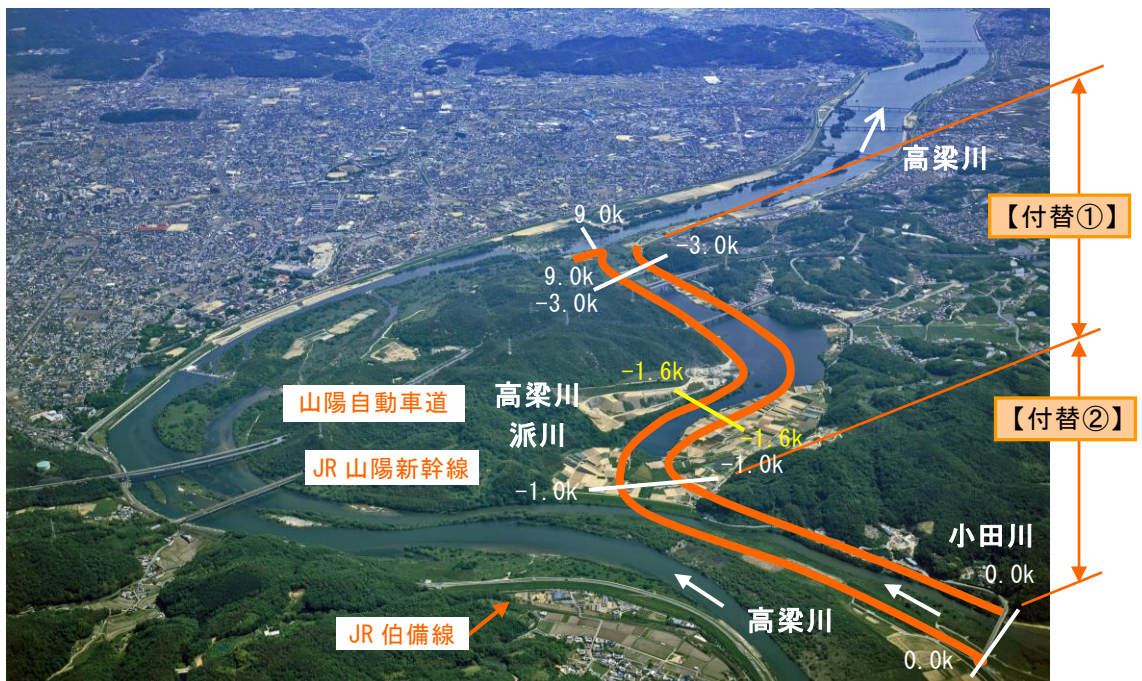 高梁川
【付替①】
9.0k
-3.0k
9.0k
-3.0k
-1.6k
山陽自動車道
高梁川
派川
【付替②】
-1.6k
JR 山陽新幹線
-1.0k
-1.0k
小田川
0.0k
高梁川
JR 伯備線
0.0k